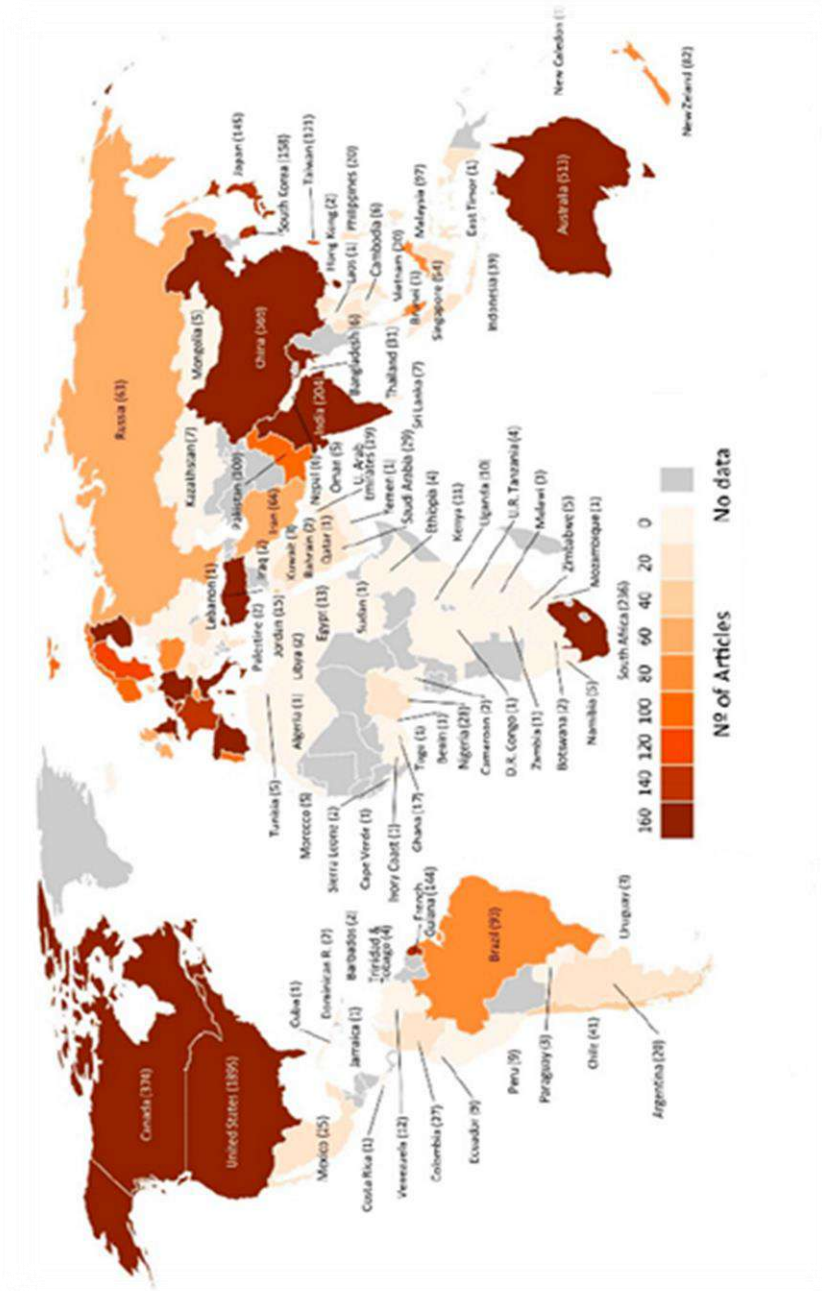 Canada (374)
United States (1895)
Mexico (25)
Cuba (1)
Dominican R. (7)
Barbados (2)
Trinidad &
Tobago (4)
French
Guiana (144)
Jamaica (1)
Costa Rica (1)
Venezuela (12)
Colombia (27)
Ecuador (9)
Brazil (93)
Peru (9)
Paraguay (3)
Chile (41)
Argentina (20)
Uruguay (3)
Tunisia (5)
Morocco (5)
Algeria (1)
Libya (2)
Egypt (13)
Sudan (1)
Sierra Leone (2)
Cape Verde (1)
Ivory Coast (1)
Ghana (17)
Togo (1)
Benin (1)
Nigeria (28)
Cameroon (2)
D.R. Congo (1)
Zambia (1)
Botswana (2)
Namibia (5)
South Africa (236)
Mozambique (1)
Zimbabwe (5)
Malawi (3)
U.R. Tanzania (4)
Uganda (10)
Kenya (11)
Ethiopia (4)
Saudi Arabia (29)
Yemen (1)
U. Arab
Emirates (19)
Oman (5)
Nepal (6)
Qatar (1)
Bahrain (2)
Kuwait (3)
Iraq (2)
Iran (66)
Lebanon (1)
Palestine (2)
Jordan (15)
Pakistan (100)
Kazakhstan (7)
Russia (63)
Mongolia (5)
China (569)
India (204)
Sri Lanka (7)
Bangladesh (6)
Thailand (31)
Japan (145)
South Korea (158)
Taiwan (121)
Hong Kong (2)
Philippines (20)
Laos (1)
Cambodia (6)
Vietnam (10)
Malaysia (97)
Brunei (3)
Singapore (54)
East Timor (1)
Indonesia (39)
Australia (513)
New Caledon
New Zeland (82)
160 140 120 100 80 60 40 20 0
Nº of Articles
No data